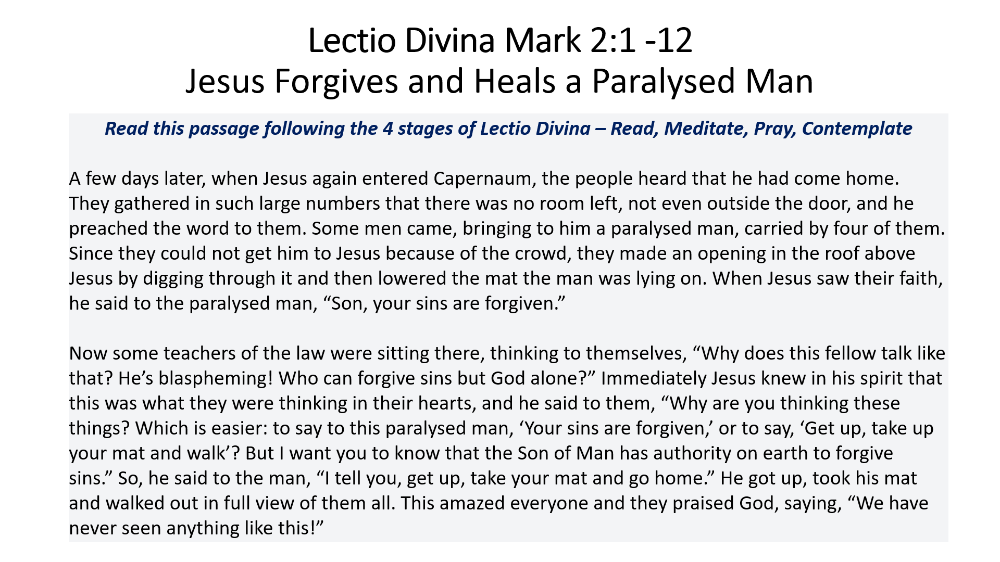 Lectio Divina Mark 2:1 -12
Jesus Forgives and Heals a Paralysed Man
Read this passage following the 4 stages of Lectio Divina – Read, Meditate, Pray, Contemplate
A few days later, when Jesus again entered Capernaum, the people heard that he had come home.
They gathered in such large numbers that there was no room left, not even outside the door, and he
preached the word to them. Some men came, bringing to him a paralysed man, carried by four of them.
Since they could not get him to Jesus because of the crowd, they made an opening in the roof above
Jesus by digging through it and then lowered the mat the man was lying on. When Jesus saw their faith,
he said to the paralysed man, “Son, your sins are forgiven.”
Now some teachers of the law were sitting there, thinking to themselves, “Why does this fellow talk like
that? He’s blaspheming! Who can forgive sins but God alone?” Immediately Jesus knew in his spirit that
this was what they were thinking in their hearts, and he said to them, “Why are you thinking these
things? Which is easier: to say to this paralysed man, ‘Your sins are forgiven,’ or to say, ‘Get up, take up
your mat and walk’? But I want you to know that the Son of Man has authority on earth to forgive
sins.” So, he said to the man, “I tell you, get up, take your mat and go home.” He got up, took his mat
and walked out in full view of them all. This amazed everyone and they praised God, saying, “We have
never seen anything like this!”